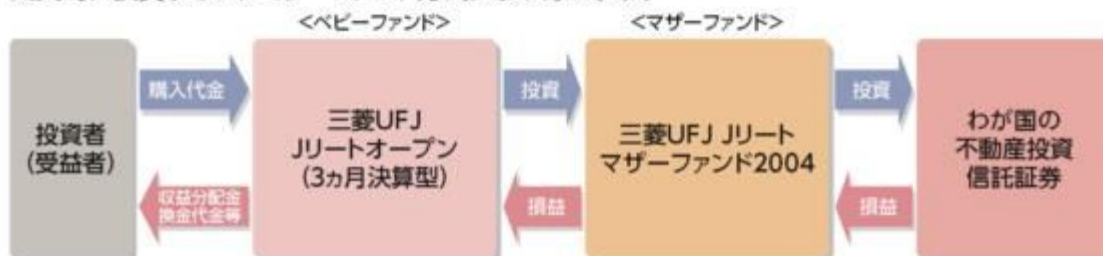 <ベビーファンド>
<マザーファンド>
投資者
(受益者)
購入代金
収益分配金
換金代金等
三菱UFJ
Jリートオープン
(3ヵ月決算型)
投資
損益
三菱UFJ Jリート
マザーファンド2004
投資
損益
わが国の
不動産投資
信託証券